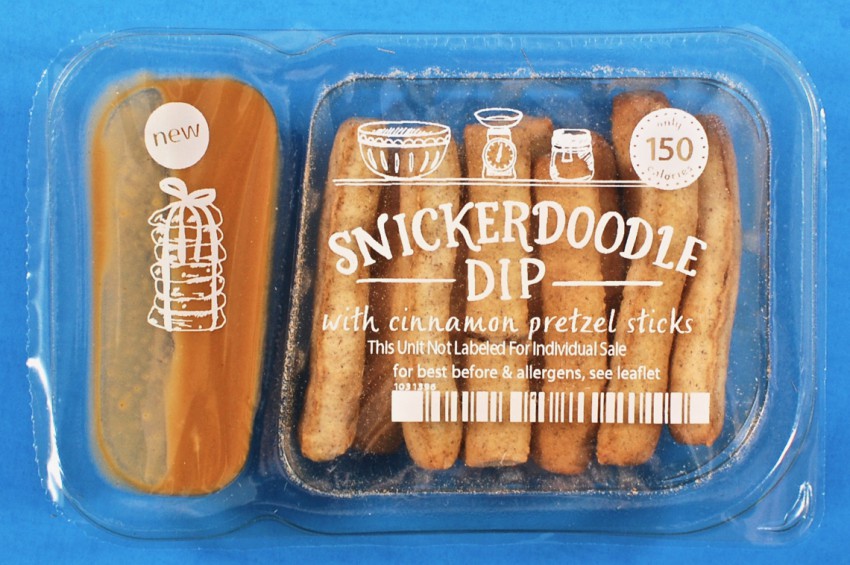 new
only
150
calories
SNICKERDOODLE
DIP
with cinnamon pretzel sticks
This Unit Not Labeled For Individual Sale
for best before & allergens, see leaflet
1031396